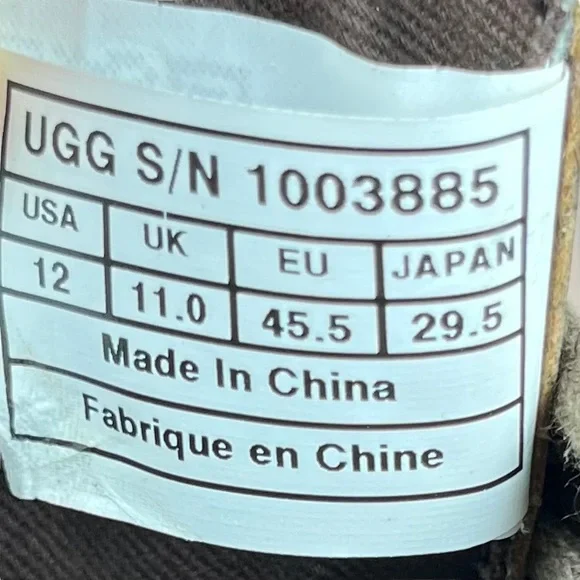 UGG S/N 1003885
USA UK EU JAPAN
12 11.0 45.5 29.5
Made In China
Fabrique en Chine